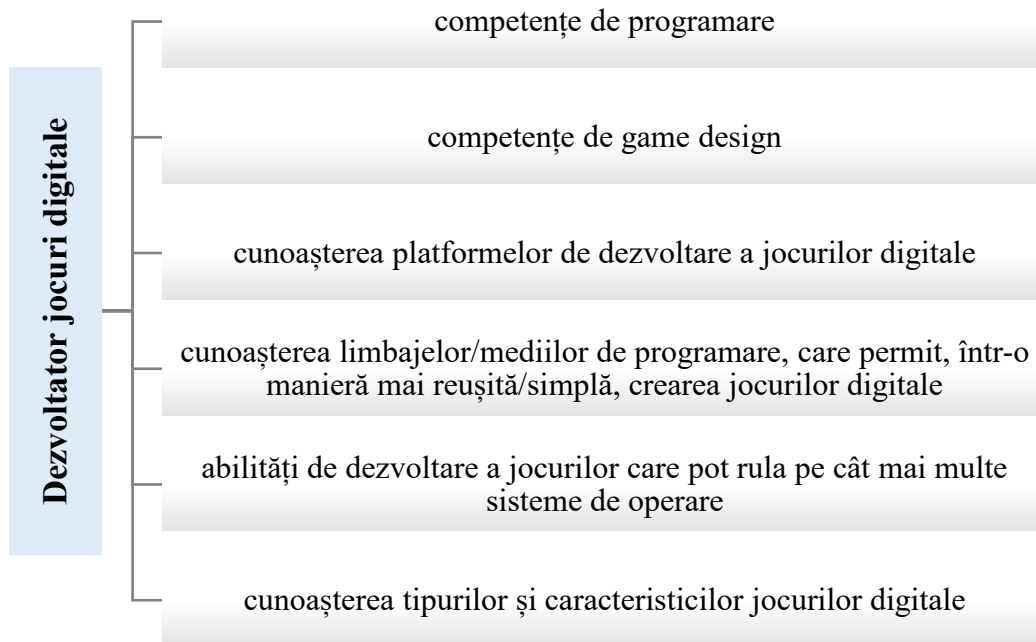 Dezvoltator jocuri digitale
competențe de programare
competențe de game design
cunoașterea platformelor de dezvoltare a jocurilor digitale
cunoașterea limbajelor/mediilor de programare, care permit, într-o
manieră mai reușită/simplă, crearea jocurilor digitale
abilități de dezvoltare a jocurilor care pot rula pe cât mai multe
sisteme de operare
cunoașterea tipurilor și caracteristicilor jocurilor digitale